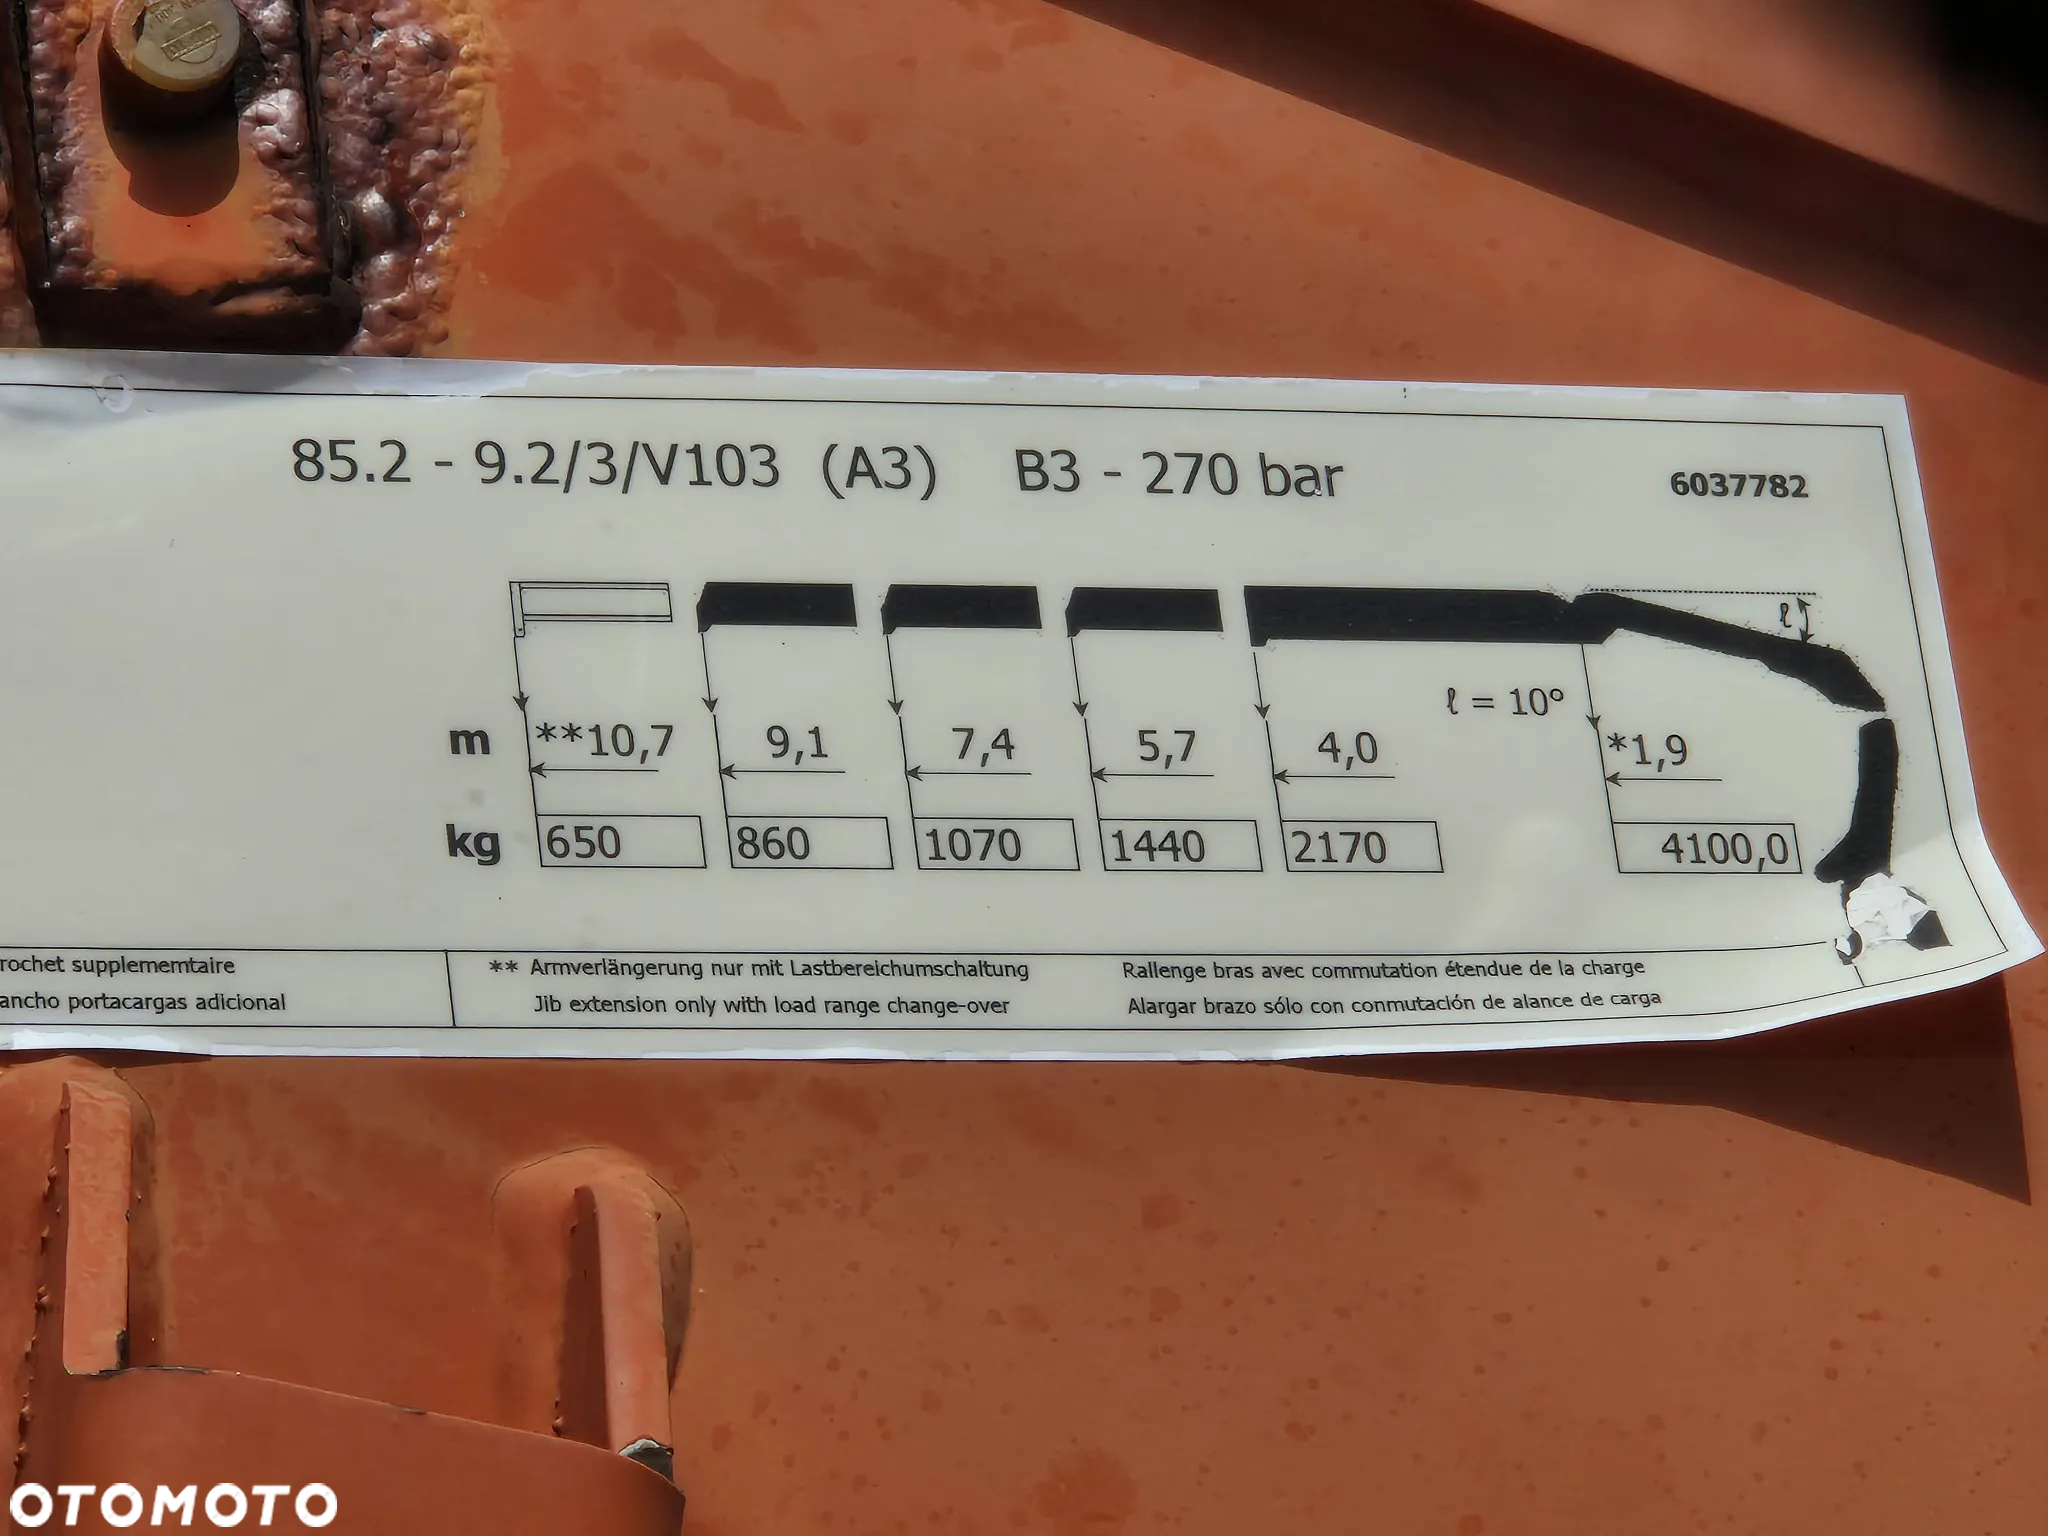 85.2 - 9.2/3/V103 (A3) B3 - 270 bar
6037782
ℓ
ℓ = 10°
m **10,7 9,1 7,4 5,7 4,0 *1,9
kg 650 860 1070 1440 2170 4100,0
rochet supplememtaire
ancho portacargas adicional
** Armverlängerung nur mit Lastbereichumschaltung
Jib extension only with load range change-over
Rallenge bras avec commutation étendue de la charge
Alargar brazo sólo con conmutación de alance de carga
OTOMOTO